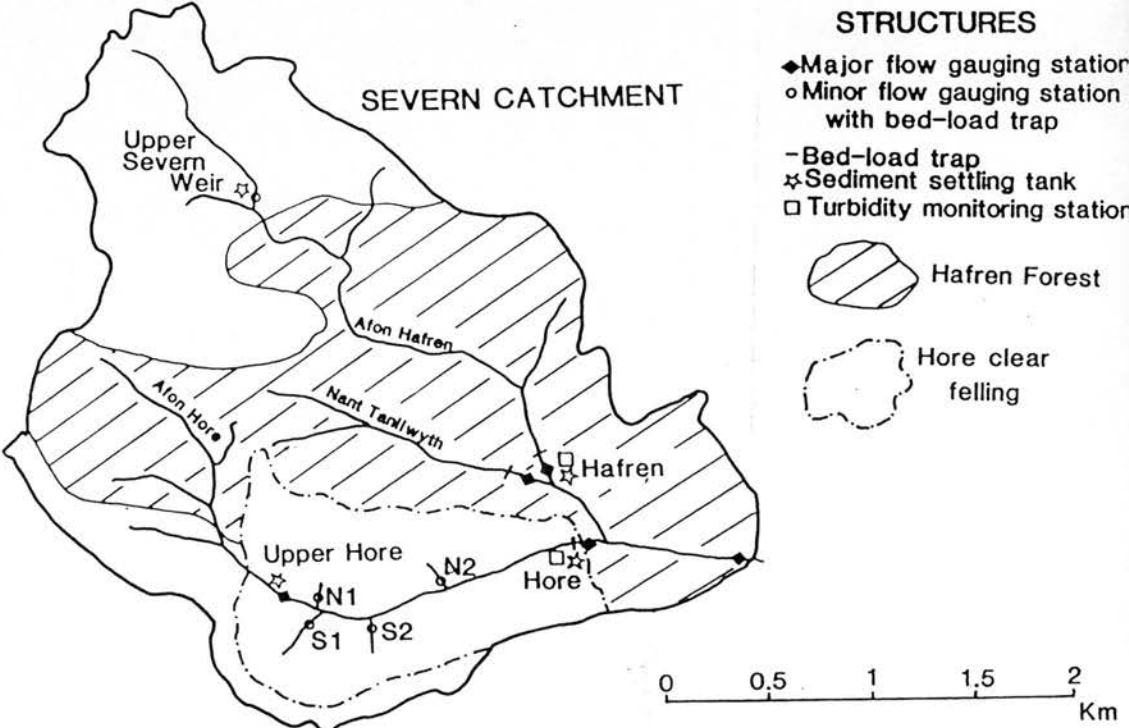 STRUCTURES
Major flow gauging station
Minor flow gauging station
with bed-load trap
Bed-load trap
Sediment settling tank
Turbidity monitoring station
Hafren Forest
Hore clear
felling
SEVERN CATCHMENT
Upper
Severn
Weir
Afon Hafren
Afon Hore
Nant Tanllwyth
Hafren
Upper Hore
N2
Hore
N1
S1
S2
0 0.5 1 1.5 2
Km